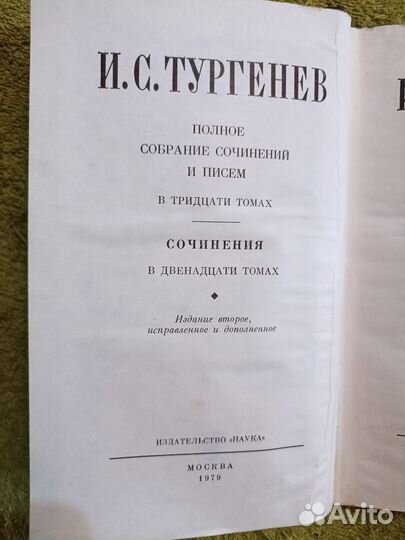 И. С. ТУРГЕНЕВ
ПОЛНОЕ
СОБРАНИЕ СОЧИНЕНИЙ
И ПИСЕМ
В ТРИДЦАТИ ТОМАХ
СОЧИНЕНИЯ
В ДВЕНАДЦАТИ ТОМАХ
Издание второе,
исправленное и дополненное
ИЗДАТЕЛЬСТВО «НАУКА»
МОСКВА
1979
Avito